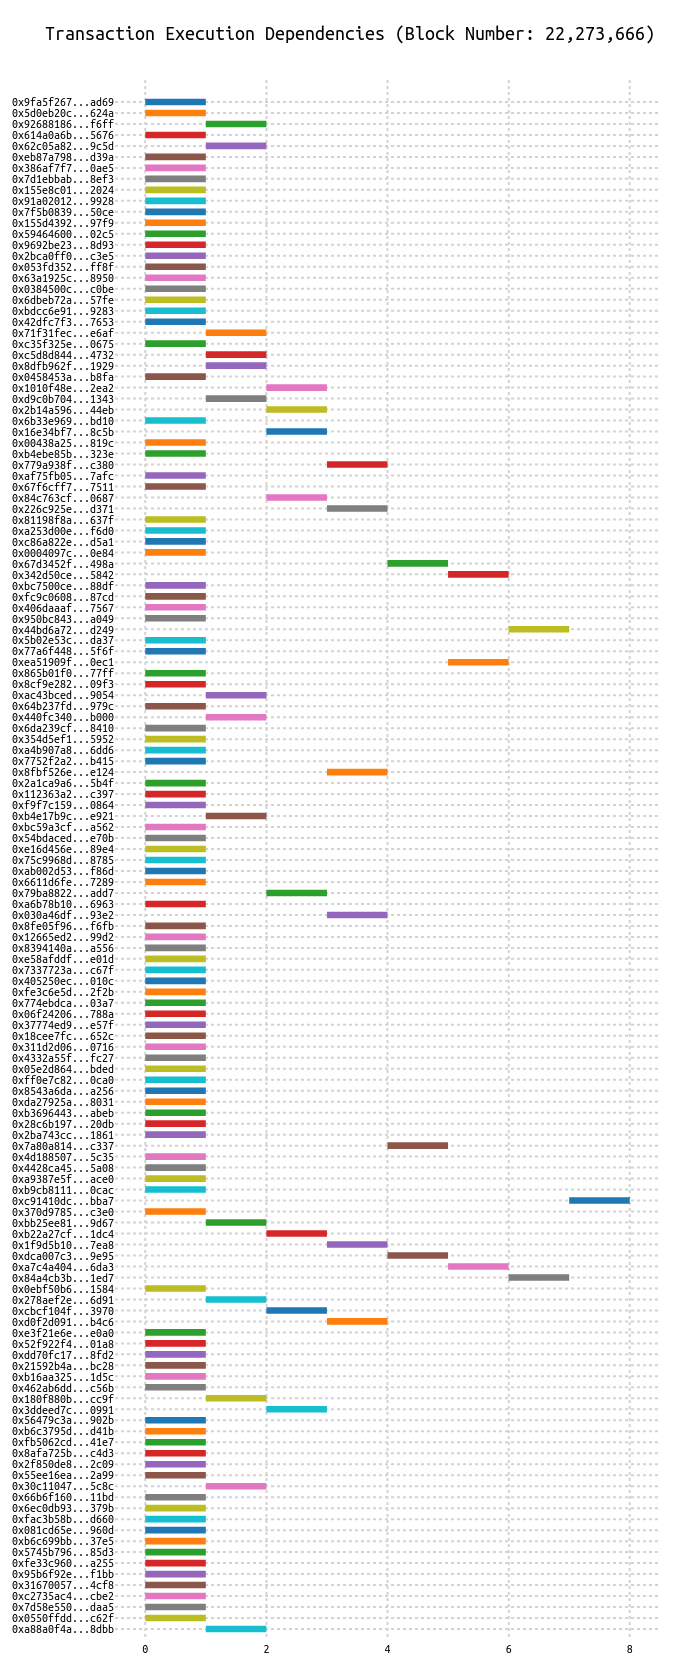 Transaction Execution Dependencies (Block Number: 22,273,666)
0x9fa5f267...ad69
0x5d0eb20c...624a
0x92688186...f6ff
0x614a0a6b...5676
0x62c05a82...9c5d
0xeb87a798...d39a
0x386af7f7...0ae5
0x7d1ebbab...8ef3
0x155e8c01...2024
0x91a02012...9928
0x7f5b0839...50ce
0x155d4392...97f9
0x59464600...02c5
0x9692be23...8d93
0x2bca0ff0...c3e5
0x053fd352...ff8f
0x63a1925c...8950
0x0384500c...c0be
0x6dbeb72a...57fe
0xbdcc6e91...9283
0x42dfc7f3...7653
0x71f31fec...e6af
0xc35f325e...0675
0xc5d8d844...4732
0x8dfb962f...1929
0x0458453a...b8fa
0x1010f48e...2ea2
0xd9c0b704...1343
0x2b14a596...44eb
0x6b33e969...bd10
0x16e34bf7...8c5b
0x00438a25...819c
0xb4ebe85b...323e
0x779a938f...c380
0xaf75fb05...7afc
0x67f6cff7...7511
0x84c763cf...0687
0x226c925e...d371
0x81198f8a...637f
0xa253d00e...f6d0
0xc86a822e...d5a1
0x0004097c...0e84
0x67d3452f...498a
0x342d50ce...5842
0xbc7500ce...88df
0xfc9c0608...87cd
0x406daaaf...7567
0x950bc843...a049
0x44bd6a72...d249
0x5b02e53c...da37
0x77a6f448...5f6f
0xea51909f...0ec1
0x865b01f0...77ff
0x8cf9e282...09f3
0xac43bced...9054
0x64b237fd...979c
0x440fc340...b000
0x6da239cf...8410
0x354d5ef1...5952
0xa4b907a8...6dd6
0x7752f2a2...b415
0x8fbf526e...e124
0x2a1ca9a6...5b4f
0x112363a2...c397
0xf9f7c159...0864
0xb4e17b9c...e921
0xbc59a3cf...a562
0x54bdaced...e70b
0xe16d456e...89e4
0x75c9968d...8785
0xab002d53...f86d
0x6611d6fe...7289
0x79ba8822...add7
0xa6b78b10...6963
0x030a46df...93e2
0x8fe05f96...f6fb
0x12665ed2...99d2
0x8394140a...a556
0xe58afddf...e01d
0x7337723a...c67f
0x405250ec...010c
0xfe3c6e5d...2f2b
0x774ebdca...03a7
0x06f24206...788a
0x37774ed9...e57f
0x18cee7fc...652c
0x311d2d06...0716
0x4332a55f...fc27
0x05e2d864...bded
0xff0e7c82...0ca0
0x8543a6da...a256
0xda27925a...8031
0xb3696443...abeb
0x28c6b197...20db
0x2ba743cc...1861
0x7a80a814...c337
0x4d188507...5c35
0x4428ca45...5a08
0xa9387e5f...ace0
0xb9cb8111...0cac
0xc91410dc...bba7
0x370d9785...c3e0
0xbb25ee81...9d67
0xb22a27cf...1dc4
0x1f9d5b10...7ea8
0xdca007c3...9e95
0xa7c4a404...6da3
0x84a4cb3b...1ed7
0x0ebf50b6...1584
0x278aef2e...6d91
0xcbcf104f...3970
0xd0f2d091...b4c6
0xe3f21e6e...e0a0
0x52f922f4...01a8
0xdd70fc17...8fd2
0x21592b4a...bc28
0xb16aa325...1d5c
0x462ab6dd...c56b
0x180f880b...cc9f
0x3ddeed7c...0991
0x56479c3a...902b
0xb6c3795d...d41b
0xfb5062cd...41e7
0x8afa725b...c4d3
0x2f850de8...2c09
0x55ee16ea...2a99
0x30c11047...5c8c
0x66b6f160...11bd
0x6ec0db93...379b
0xfac3b58b...d660
0x081cd65e...960d
0xb6c699bb...37e5
0x5745b796...85d3
0xfe33c960...a255
0x95b6f92e...f1bb
0x31670057...4cf8
0xc2735ac4...cbe2
0x7d58e550...daa5
0x0550ffdd...c62f
0xa88a0f4a...8dbb
0 2 4 6 8